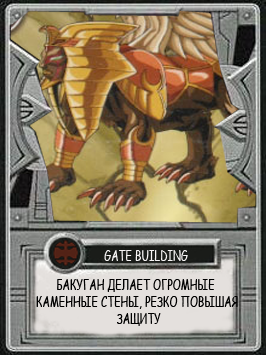 GATE BUILDING
БАКУГАН ДЕЛАЕТ ОГРОМНЫЕ
КАМЕННЫЕ СТЕНЫ, РЕЗКО ПОВЫШАЯ
ЗАЩИТУ